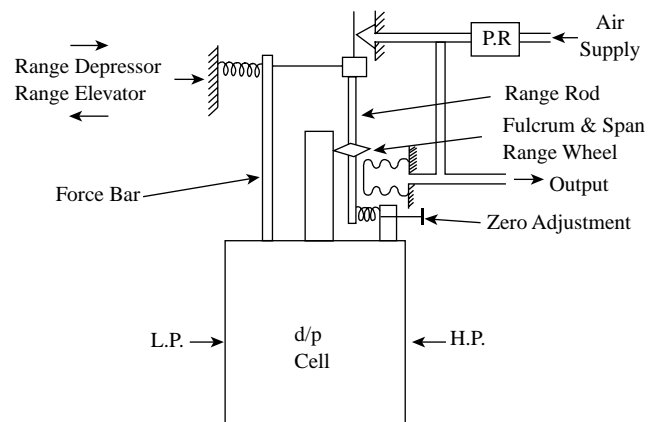 P.R
Air
Supply
Range Depressor
Range Elevator
Range Rod
Fulcrum & Span
Range Wheel
Force Bar
Output
Zero Adjustment
L.P.
d/p
Cell
H.P.